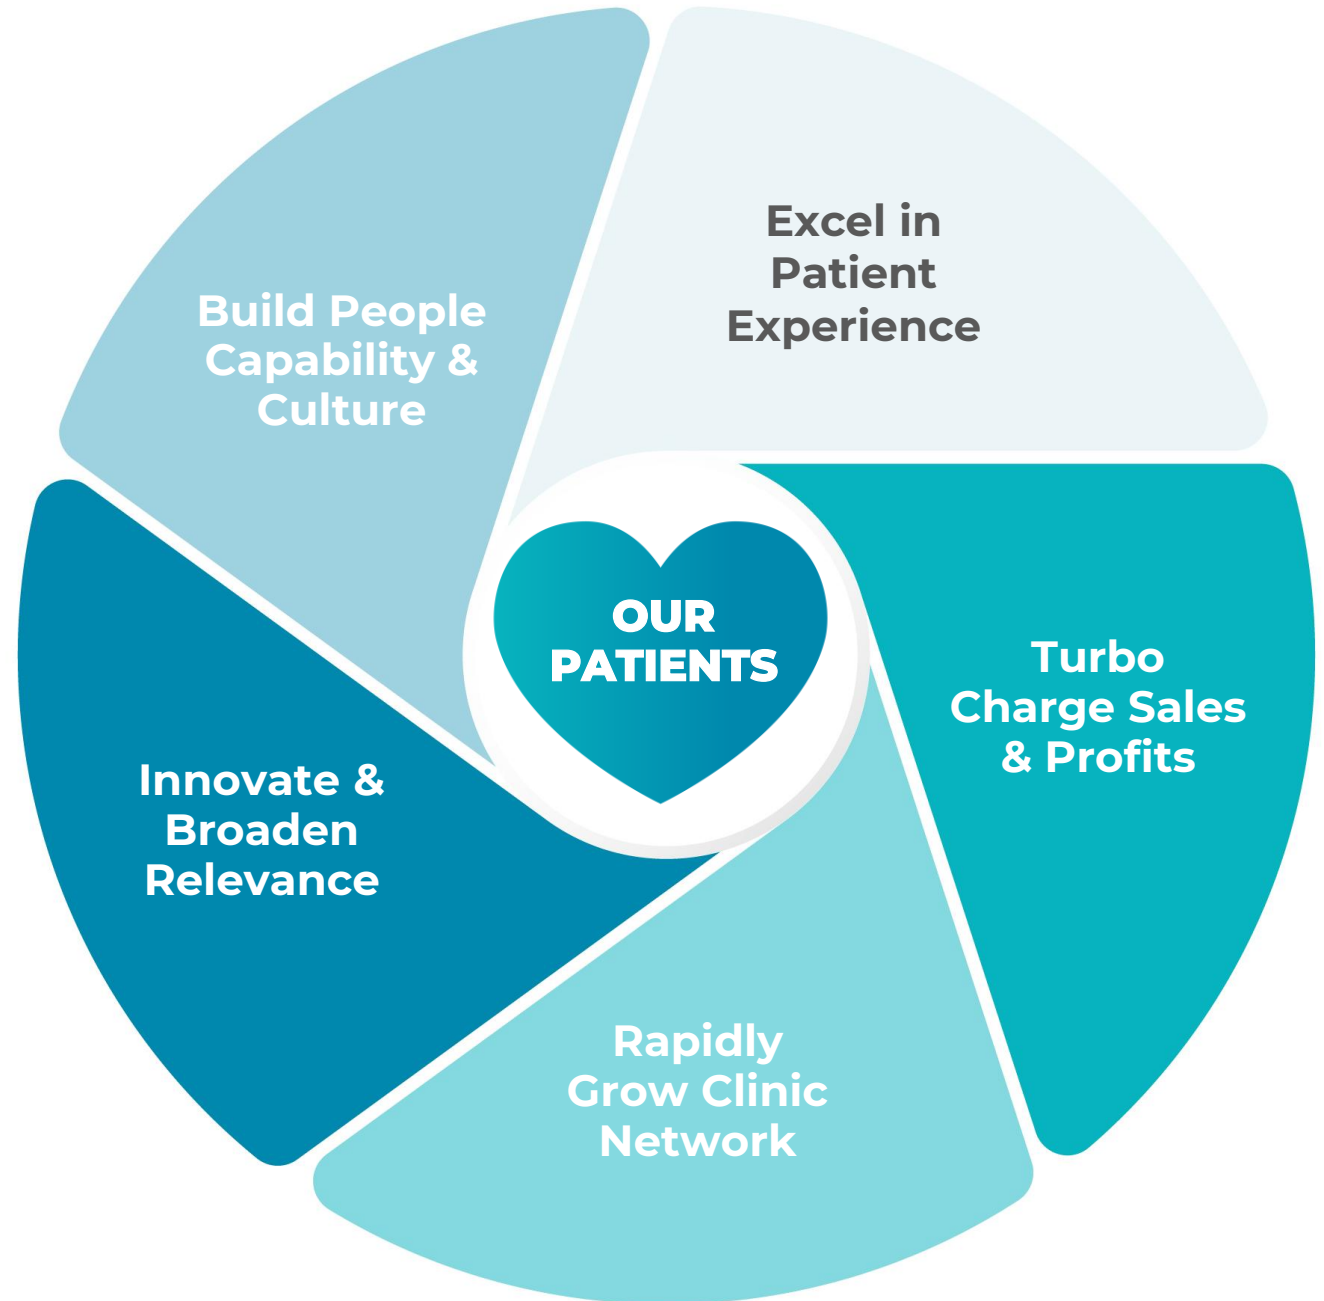 Excel in
Patient
Experience
Build People
Capability &
Culture
OUR
PATIENTS
Turbo
Charge Sales
& Profits
Innovate &
Broaden
Relevance
Rapidly
Grow Clinic
Network